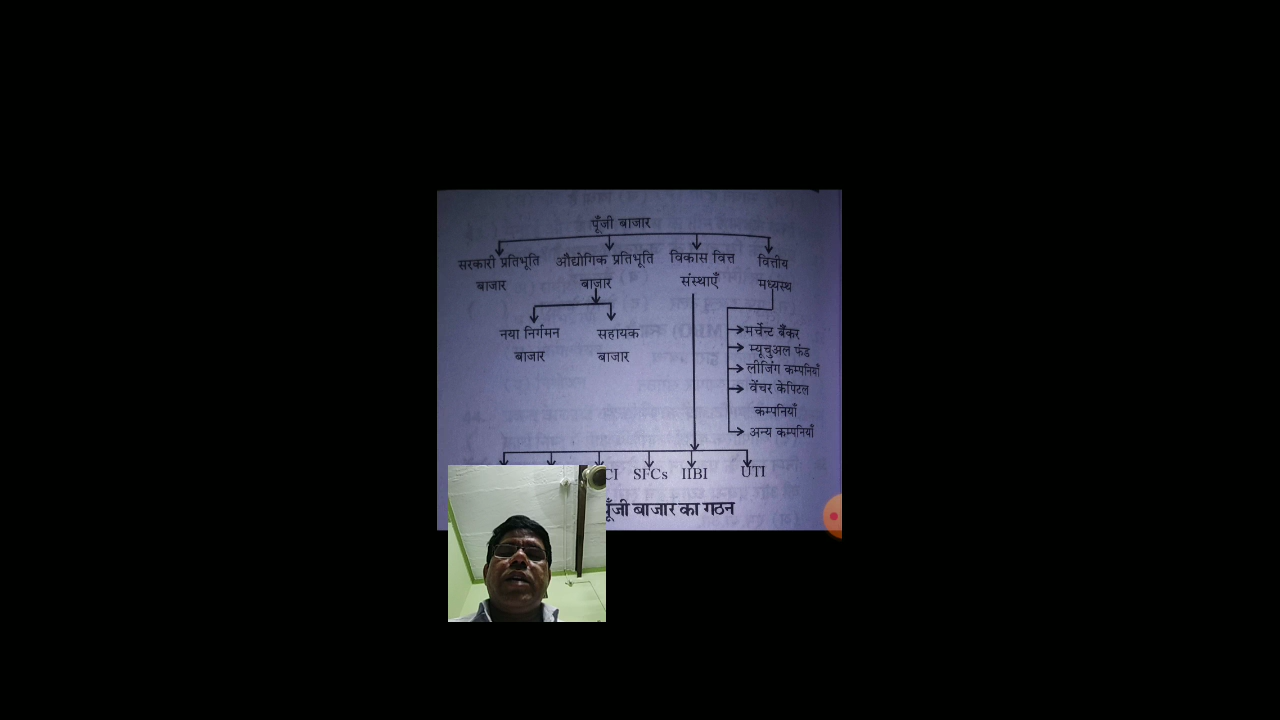 पूँजी बाजार
सरकारी प्रतिभूति औद्योगिक प्रतिभूति विकास वित्त वित्तीय
बाजार बाजार संस्थाएँ मध्यस्थ
नया निर्गमन सहायक
बाजार बाजार
मर्चेन्ट बैंकर
म्यूचुअल फंड
लीजिंग कम्पनियाँ
वेंचर केपिटल
कम्पनियाँ
अन्य कम्पनियाँ
CI SFCs IIBI UTI
पूँजी बाजार का गठन